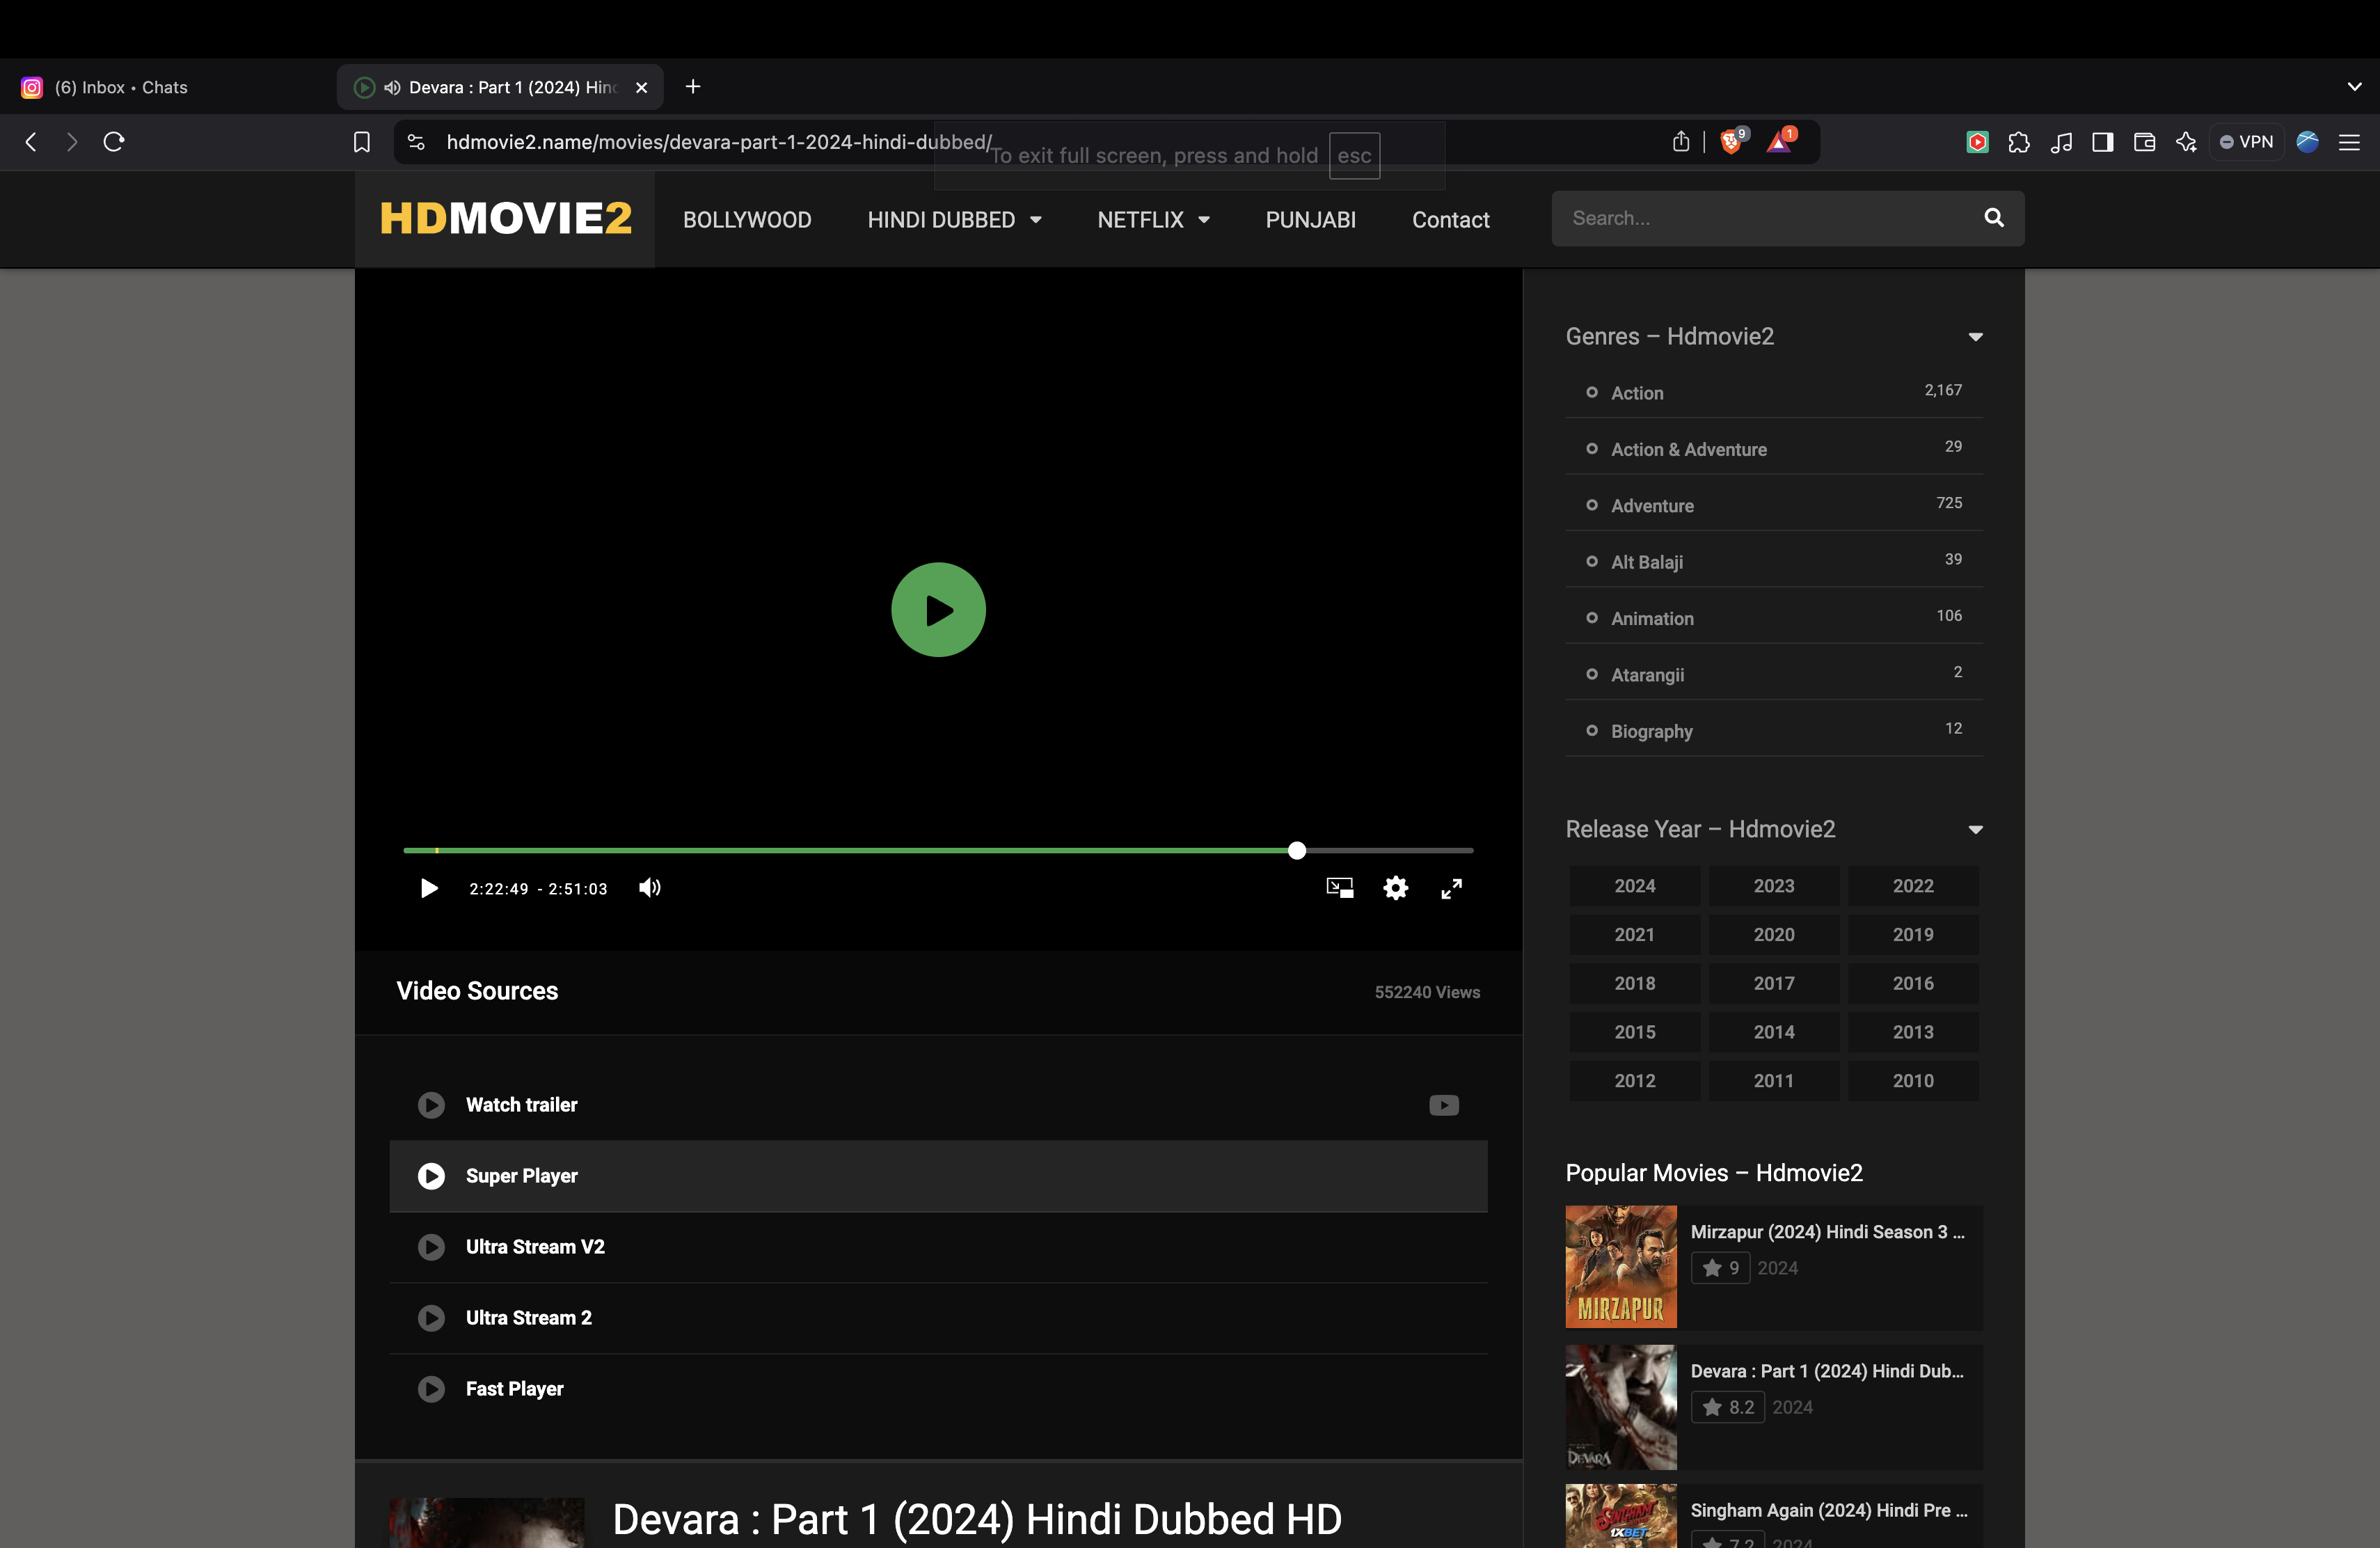 (6) Inbox • Chats
Devara : Part 1 (2024) Hin
hdmovie2.name/movies/devara-part-1-2024-hindi-dubbed/
To exit full screen, press and hold esc
9
1
VPN
HDMOVIE2
BOLLYWOOD
HINDI DUBBED
NETFLIX
PUNJABI
Contact
Search...
2:22:49 - 2:51:03
Video Sources
552240 Views
Watch trailer
Super Player
Ultra Stream V2
Ultra Stream 2
Fast Player
Devara : Part 1 (2024) Hindi Dubbed HD
Genres – Hdmovie2
Action 2,167
Action & Adventure 29
Adventure 725
Alt Balaji 39
Animation 106
Atarangii 2
Biography 12
Release Year – Hdmovie2
2024 2023 2022
2021 2020 2019
2018 2017 2016
2015 2014 2013
2012 2011 2010
Popular Movies – Hdmovie2
MIRZAPUR
Mirzapur (2024) Hindi Season 3 ...
9 2024
DEVARA
Devara : Part 1 (2024) Hindi Dub...
8.2 2024
SINGHAM
1XBET
Singham Again (2024) Hindi Pre ...
7.2 2024